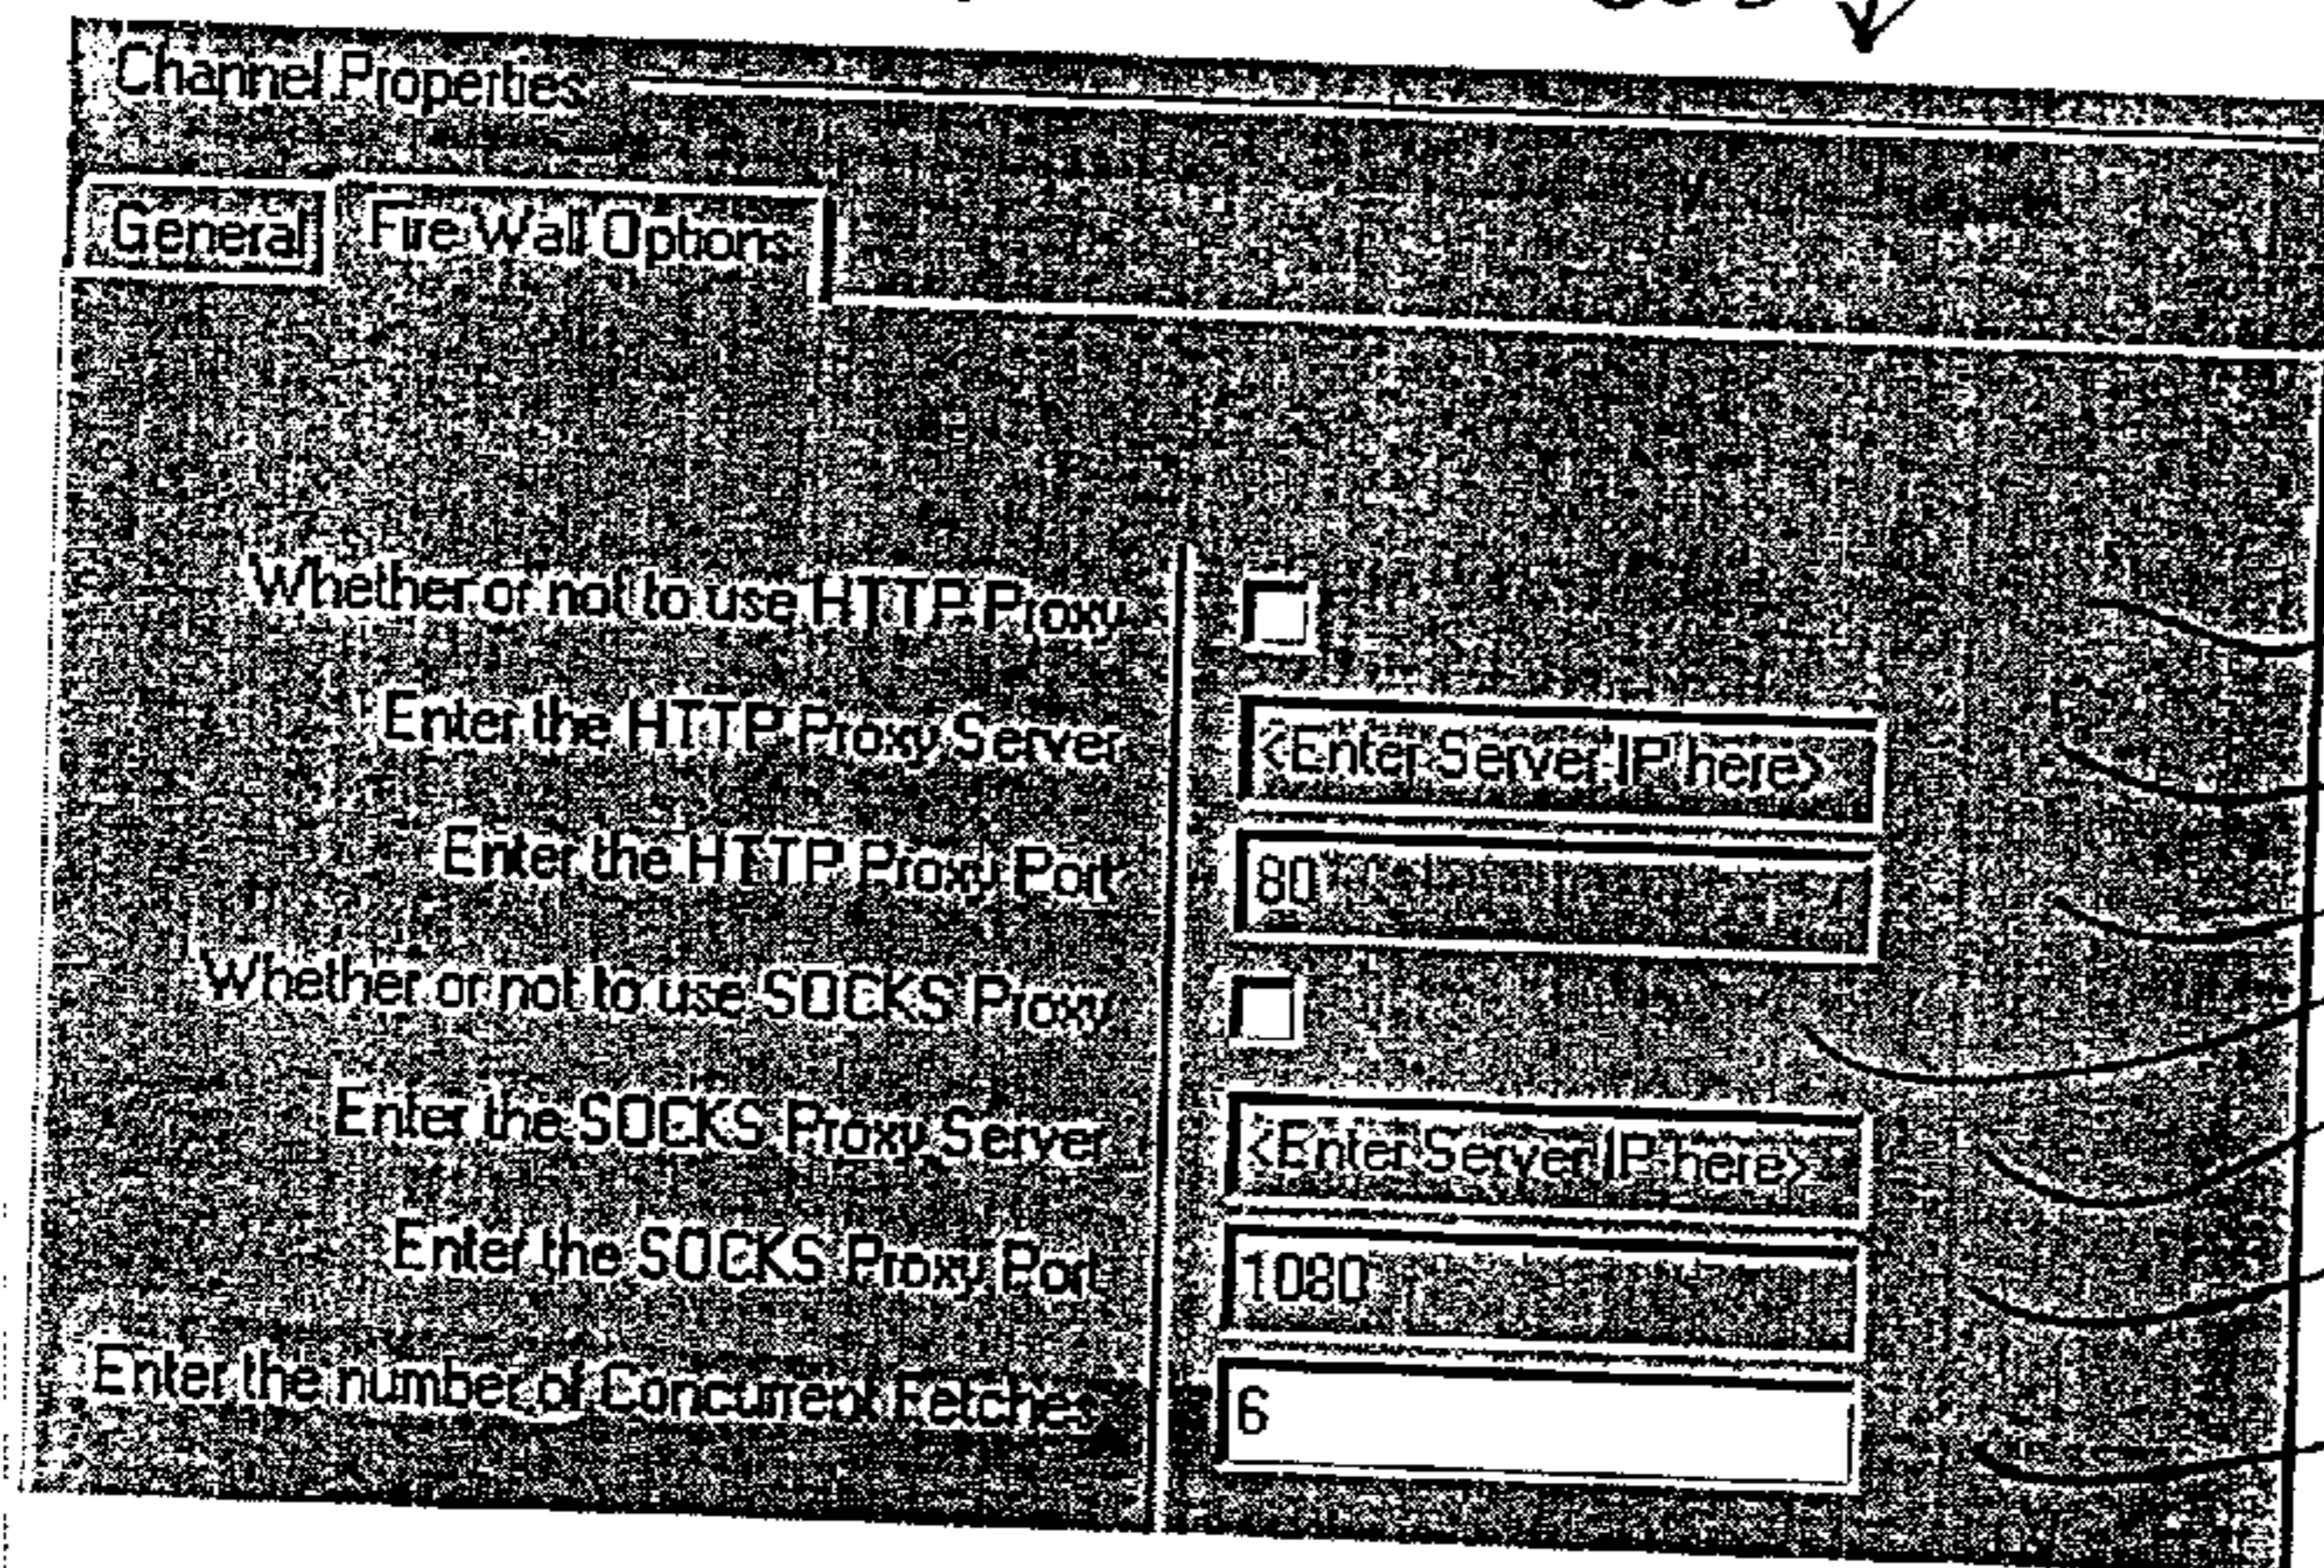 Channel Properties
General Fire Wall Options
Whether or not to use HTTP Proxy
Enter the HTTP Proxy Server <Enter Server IP here>
Enter the HTTP Proxy Port 80
Whether or not to use SOCKS Proxy
Enter the SOCKS Proxy Server <Enter Server IP here>
Enter the SOCKS Proxy Port 1080
Enter the number of Concurrent Fetches 6